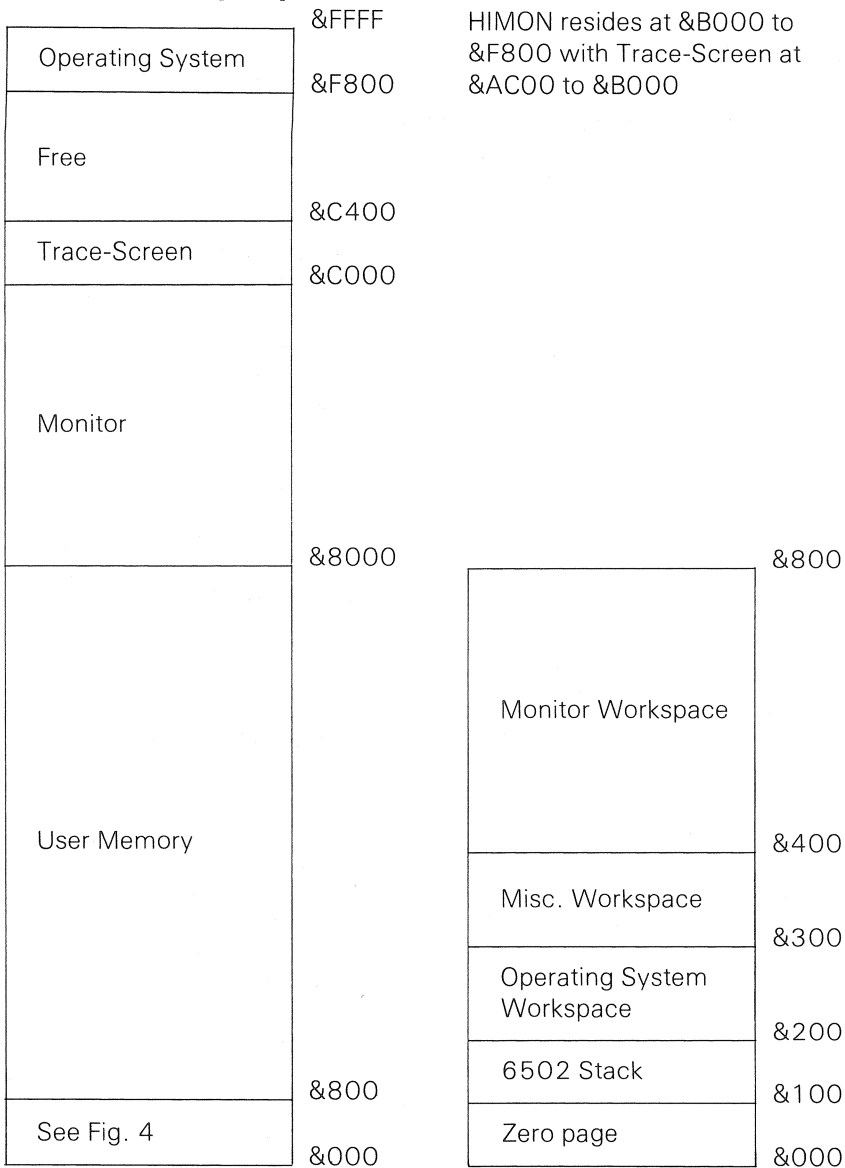 &FFFF
Operating System
&F800
Free
&C400
Trace-Screen
&C000
Monitor
&8000
User Memory
&800
See Fig. 4
&000
HIMON resides at &B000 to
&F800 with Trace-Screen at
&AC00 to &B000
&800
Monitor Workspace
&400
Misc. Workspace
&300
Operating System
Workspace
&200
6502 Stack
&100
Zero page
&000